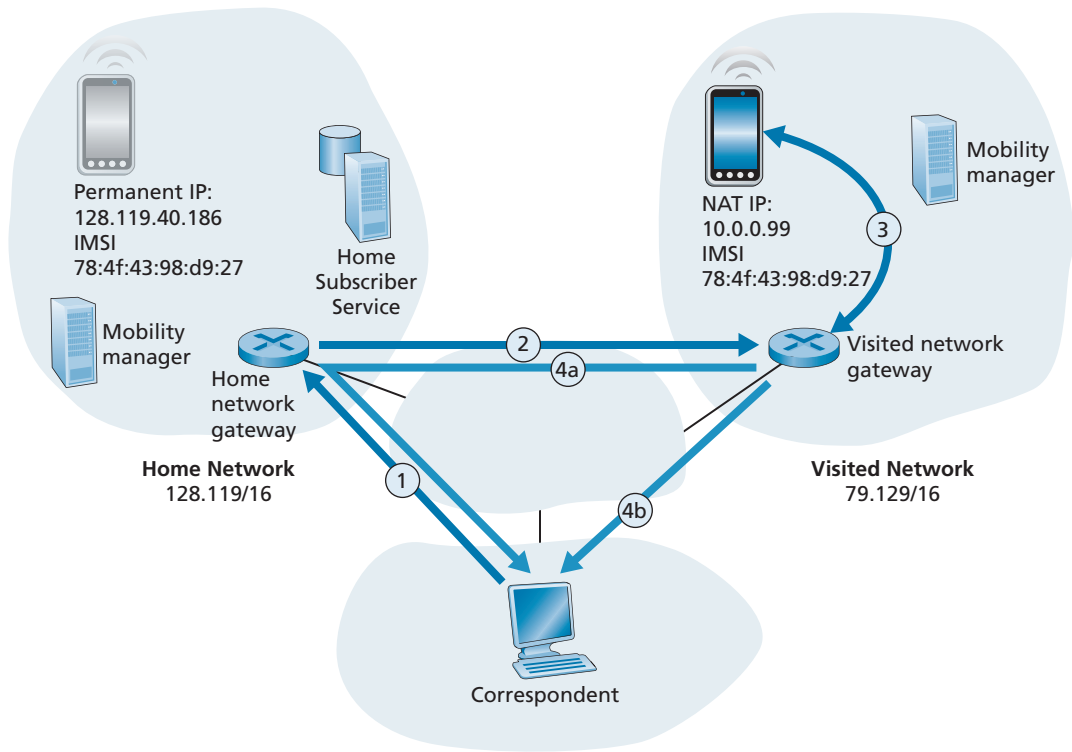 Permanent IP:
128.119.40.186
IMSI
78:4f:43:98:d9:27
Home
Subscriber
Service
Mobility
manager
Home
network
gateway
Home Network
128.119/16
NAT IP:
10.0.0.99
IMSI
78:4f:43:98:d9:27
Mobility
manager
3
Visited network
gateway
Visited Network
79.129/16
2
4a
1
4b
Correspondent